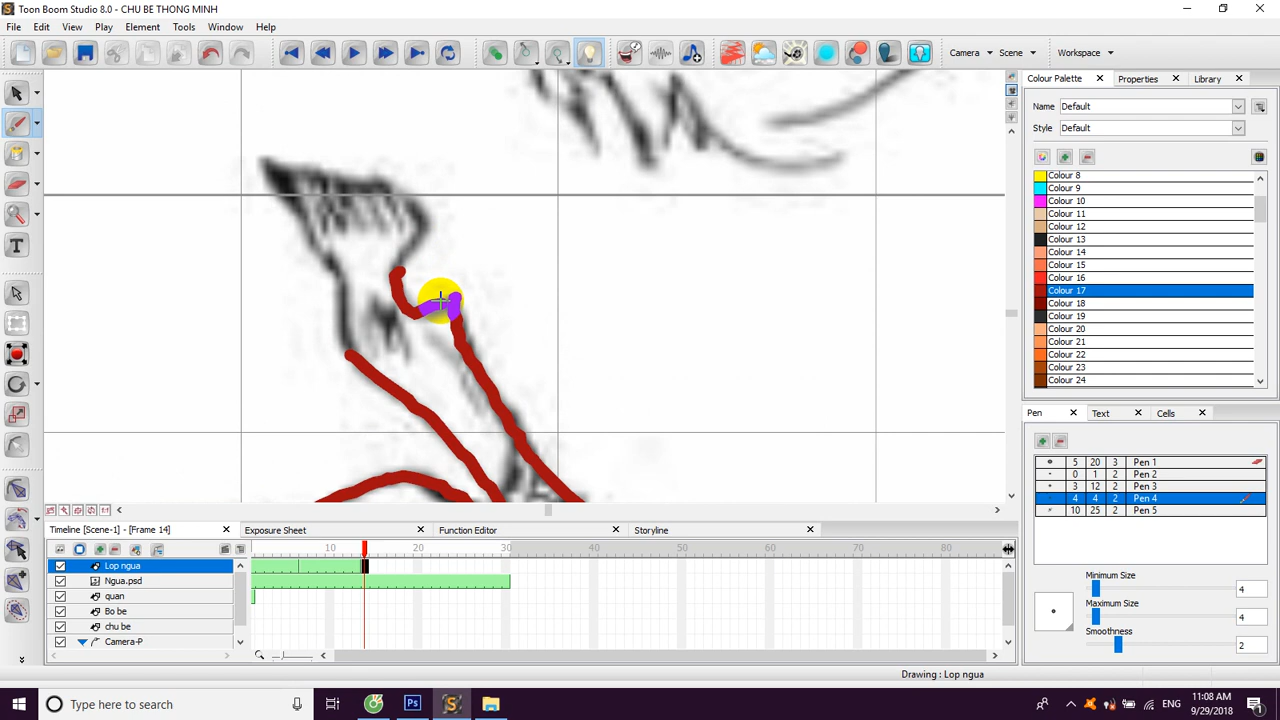 Toon Boom Studio 8.0 - CHU BE THONG MINH
File Edit View Play Element Tools Window Help
Camera Scene Workspace
Colour Palette Properties Library
Name Default
Style Default
Colour 8
Colour 9
Colour 10
Colour 11
Colour 12
Colour 13
Colour 14
Colour 15
Colour 16
Colour 17
Colour 18
Colour 19
Colour 20
Colour 21
Colour 22
Colour 23
Colour 24
Pen Text Cells
5 20 3 Pen 1
0 1 2 Pen 2
3 12 2 Pen 3
4 4 2 Pen 4
10 25 2 Pen 5
Minimum Size
4
Maximum Size
4
Smoothness
2
Timeline [Scene-1] - [Frame 14] Exposure Sheet Function Editor Storyline
10 20 30 40 50 60 70 80
Lop ngua
Ngua.psd
quan
Bo be
chu be
Camera-P
Drawing : Lop ngua
Type here to search
ENG
11:08 AM
9/29/2018